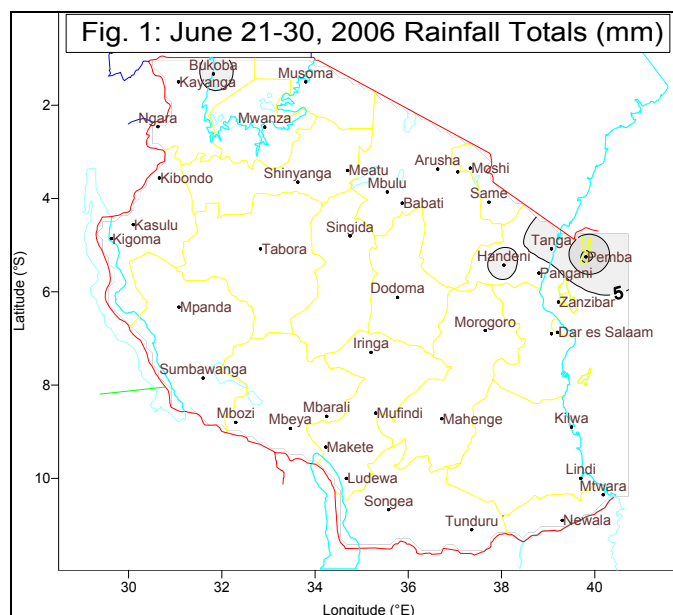 Fig. 1: June 21-30, 2006 Rainfall Totals (mm)
Bukoba
Kayanga
Musoma
2
Ngara
Mwanza
Arusha
Moshi
Kibondo
Shinyanga
Meatu
Mbulu
Babati
Same
4
Kasulu
Kigoma
Singida
Tabora
Tanga
Handeni
Pemba
Pangani
5
Dodoma
Zanzibar
6
Mpanda
Morogoro
Dar es Salaam
Iringa
Sumbawanga
8
Mbozi
Mbeya
Mbarali
Mufindi
Mahenge
Kilwa
Makete
Ludewa
Lindi
10
Mtwara
Songea
Tunduru
Newala
Latitude (°S)
30 32 34 36 38 40
Longitude (°E)